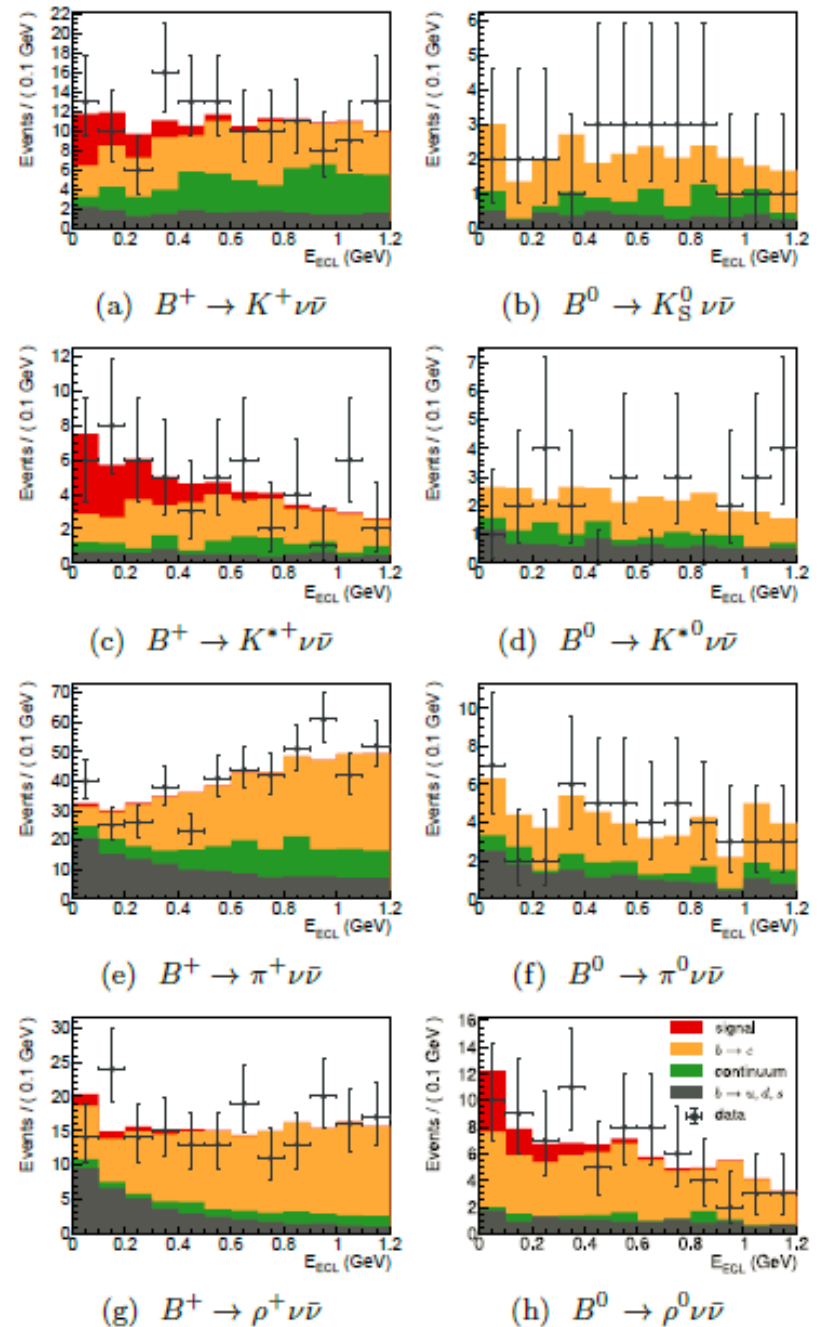 Events / ( 0.1 GeV )
22
20
18
16
14
12
10
8
6
4
2
0
0 0.2 0.4 0.6 0.8 1 1.2
E_ECL (GeV)
(a) B⁺ → K⁺νν̄
Events / ( 0.1 GeV )
6
5
4
3
2
1
0
0 0.2 0.4 0.6 0.8 1 1.2
E_ECL (GeV)
(b) B⁰ → K_S⁰ νν̄
Events / ( 0.1 GeV )
12
10
8
6
4
2
0
0 0.2 0.4 0.6 0.8 1 1.2
E_ECL (GeV)
(c) B⁺ → K*⁺νν̄
Events / ( 0.1 GeV )
7
6
5
4
3
2
1
0
0 0.2 0.4 0.6 0.8 1 1.2
E_ECL (GeV)
(d) B⁰ → K*⁰νν̄
Events / ( 0.1 GeV )
70
60
50
40
30
20
10
0
0 0.2 0.4 0.6 0.8 1 1.2
E_ECL (GeV)
(e) B⁺ → π⁺νν̄
Events / ( 0.1 GeV )
10
8
6
4
2
0
0 0.2 0.4 0.6 0.8 1 1.2
E_ECL (GeV)
(f) B⁰ → π⁰νν̄
Events / ( 0.1 GeV )
30
25
20
15
10
5
0
0 0.2 0.4 0.6 0.8 1 1.2
E_ECL (GeV)
(g) B⁺ → ρ⁺νν̄
Events / ( 0.1 GeV )
16
14
12
10
8
6
4
2
0
signal
b → c
continuum
b → u, d, s
data
0 0.2 0.4 0.6 0.8 1 1.2
E_ECL (GeV)
(h) B⁰ → ρ⁰νν̄